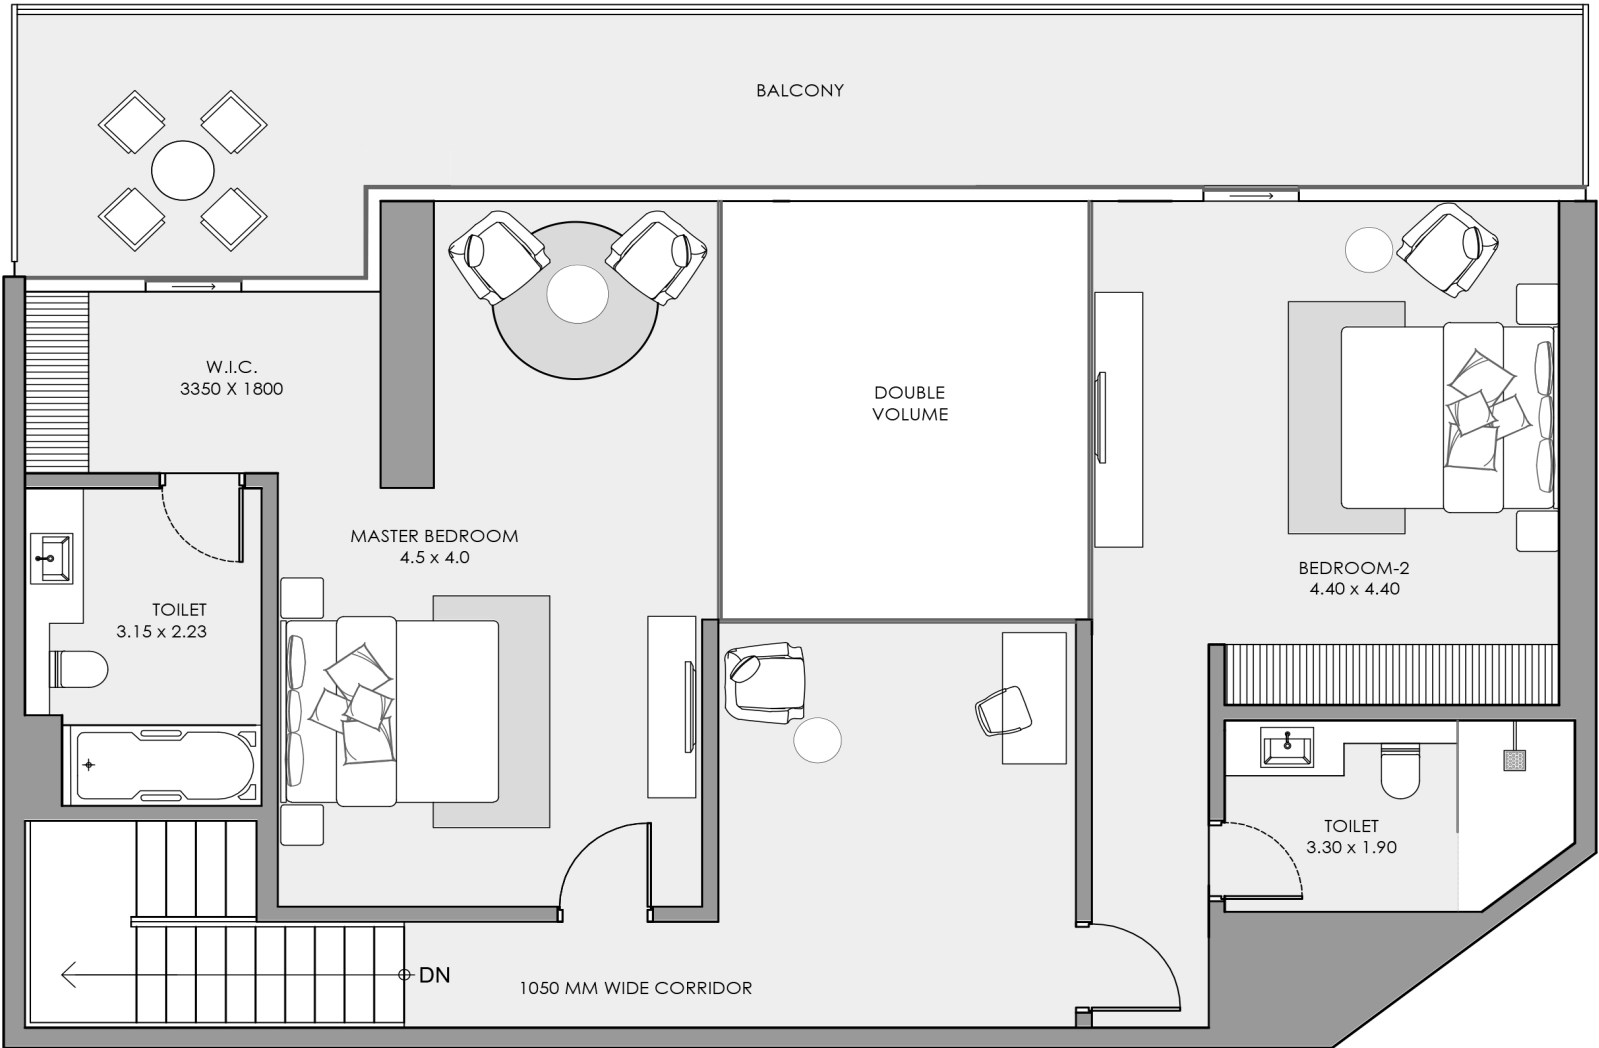 BALCONY
W.I.C.
3350 X 1800
DOUBLE
VOLUME
MASTER BEDROOM
4.5 x 4.0
BEDROOM-2
4.40 x 4.40
TOILET
3.15 x 2.23
TOILET
3.30 x 1.90
DN
1050 MM WIDE CORRIDOR